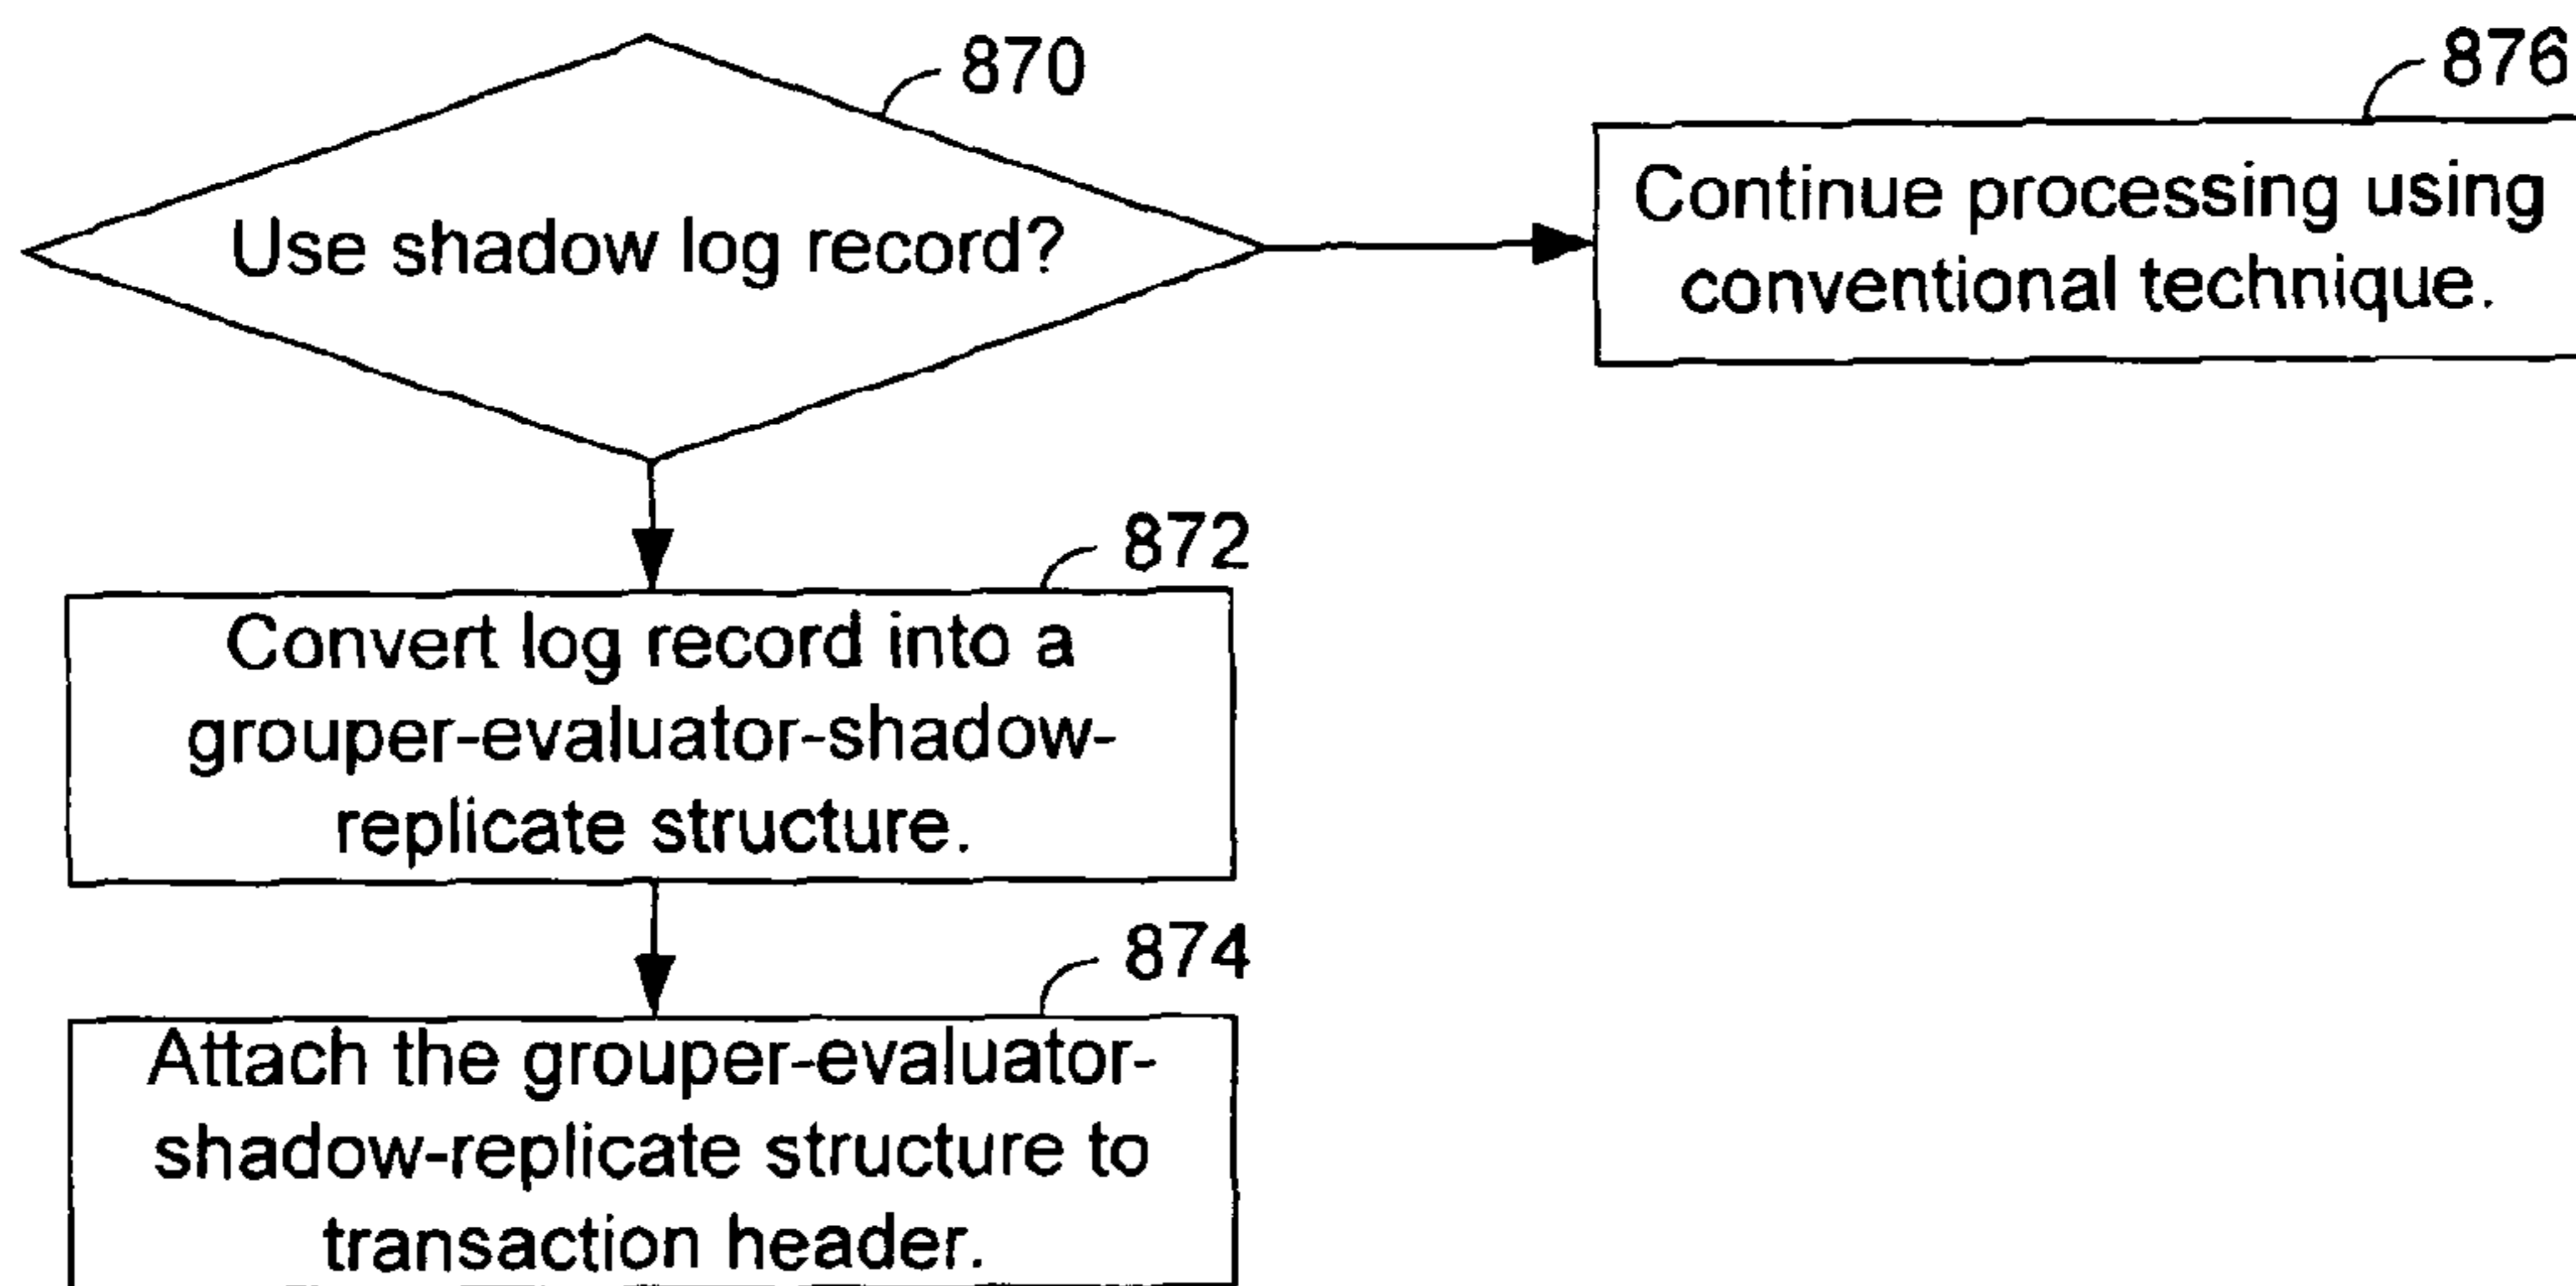 870
Use shadow log record?
876
Continue processing using
conventional technique.
872
Convert log record into a
grouper-evaluator-shadow-
replicate structure.
874
Attach the grouper-evaluator-
shadow-replicate structure to
transaction header.